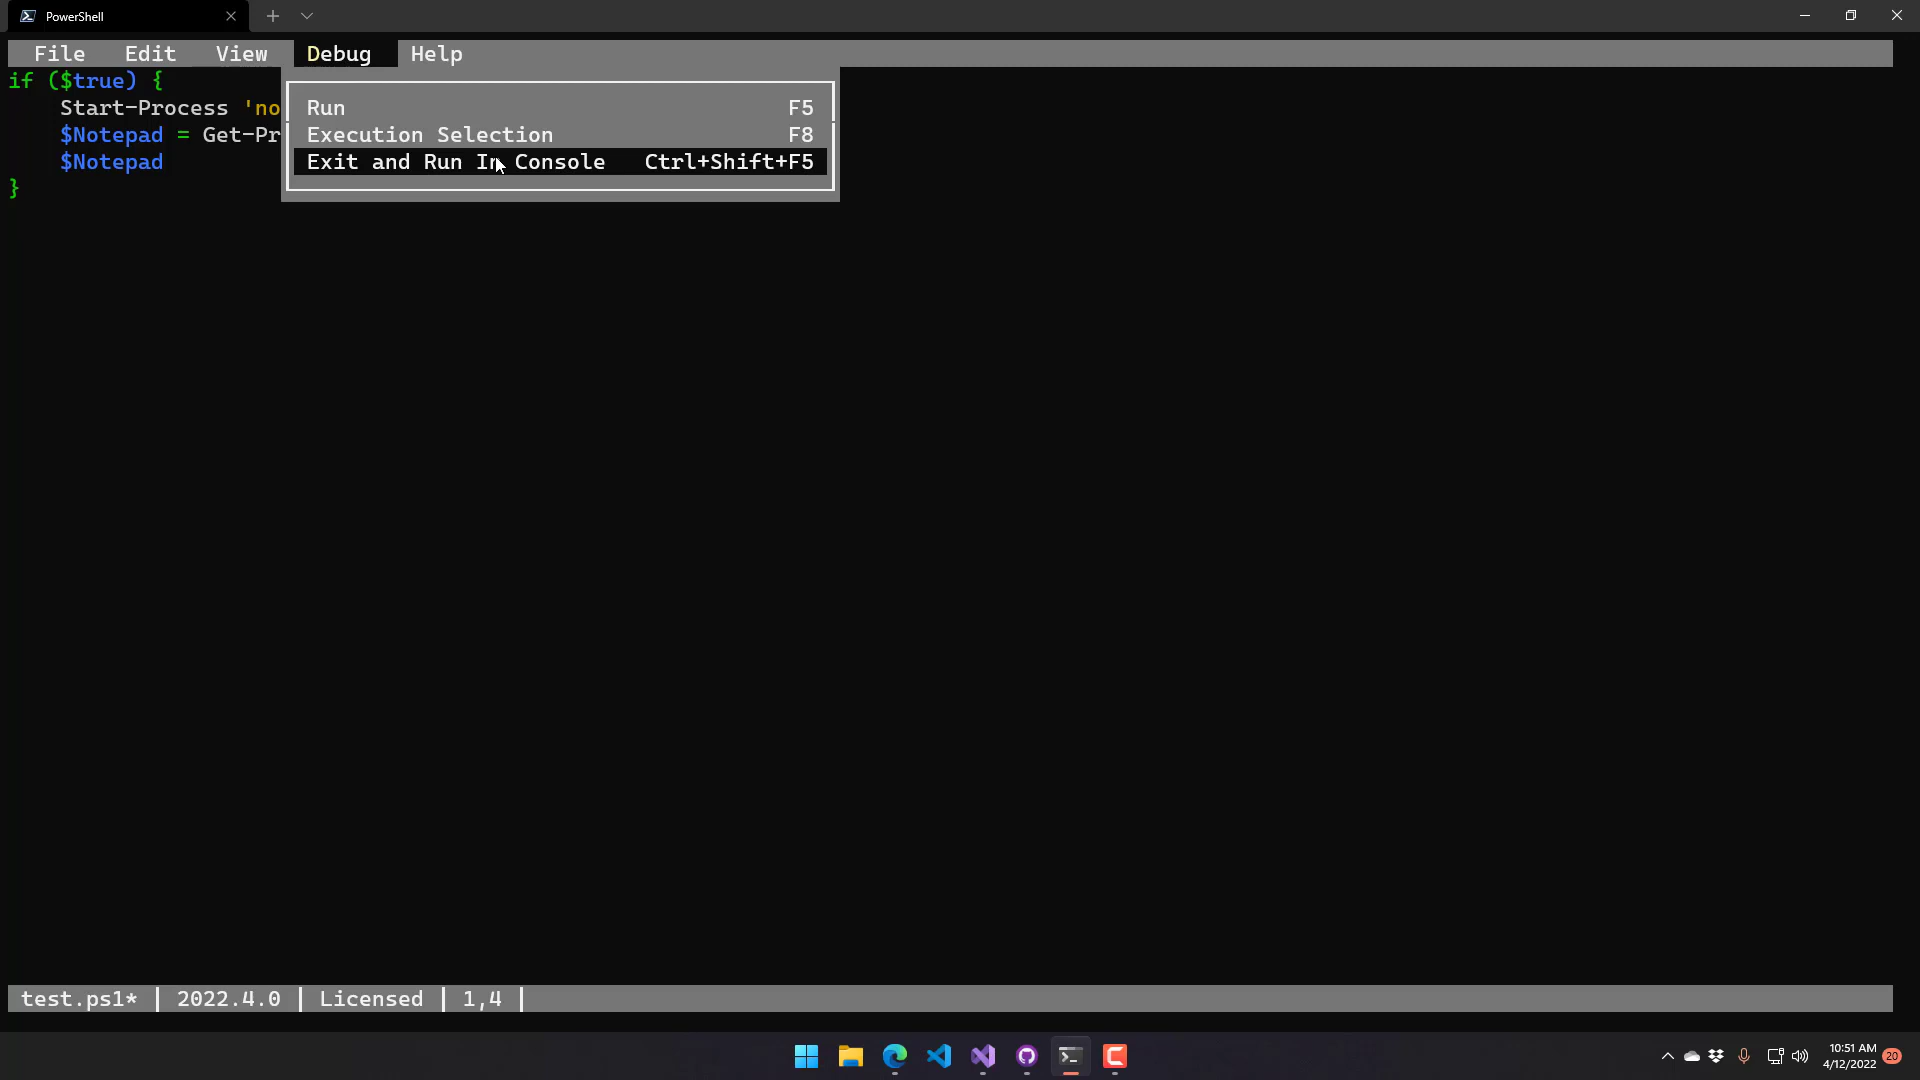 PowerShell
File Edit View Debug Help
if ($true) {
Start-Process 'no
$Notepad = Get-Pr
$Notepad
}
Run F5
Execution Selection F8
Exit and Run In Console Ctrl+Shift+F5
test.ps1* | 2022.4.0 | Licensed | 1,4 |
10:51 AM
4/12/2022
20